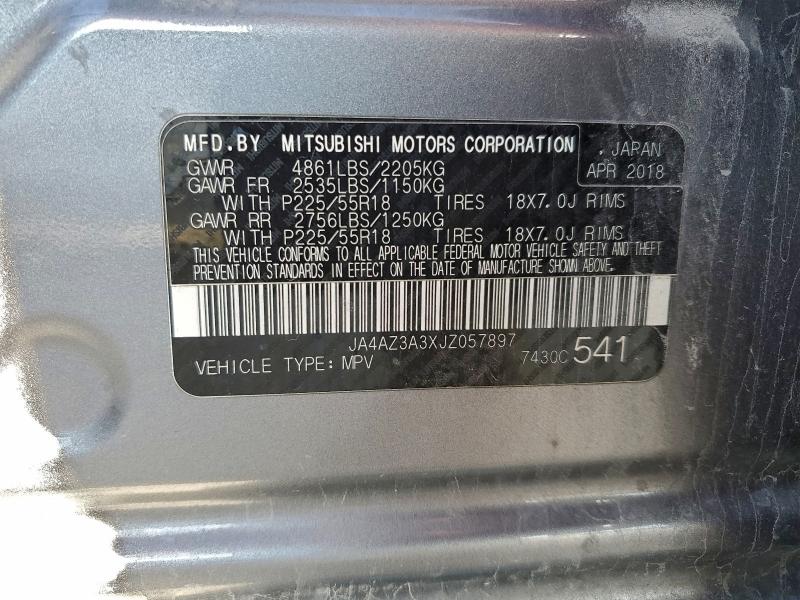 MFD.BY MITSUBISHI MOTORS CORPORATION . JAPAN
GVWR 4861LBS/2205KG APR 2018
GAWR FR 2535LBS/1150KG
WITH P225/55R18 TIRES 18X7.0J RIMS
GAWR RR 2756LBS/1250KG
WITH P225/55R18 TIRES 18X7.0J RIMS
THIS VEHICLE CONFORMS TO ALL APPLICABLE FEDERAL MOTOR VEHICLE SAFETY AND THEFT
PREVENTION STANDARDS IN EFFECT ON THE DATE OF MANUFACTURE SHOWN ABOVE.
JA4AZ3A3XJZ057897
VEHICLE TYPE: MPV 7430C 541